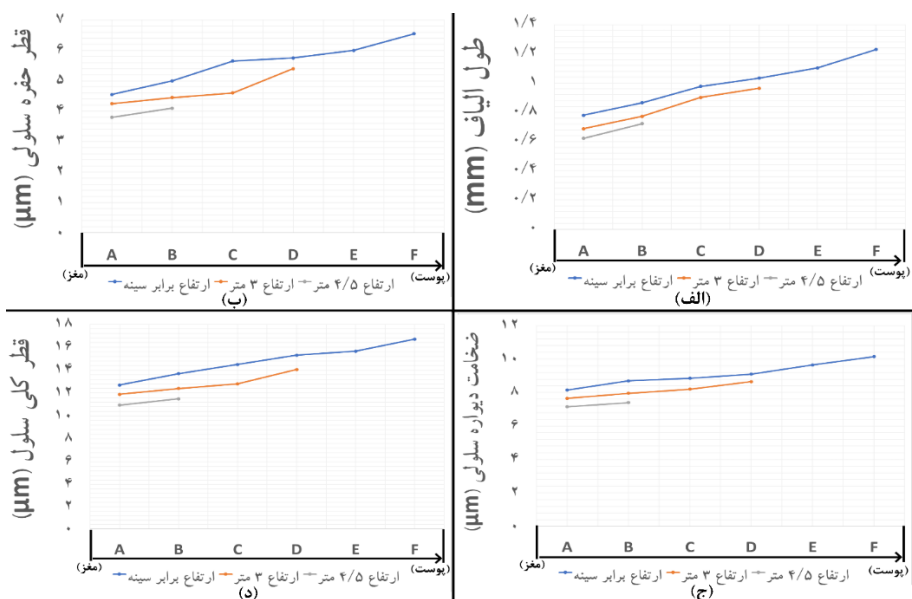 طول الیاف (mm)
۱/۴
۱/۲
۱
۰/۸
۰/۶
۰/۴
۰/۲
۰
A B C D E F
(مغز) (پوست)
ارتفاع ۴/۵ متر ارتفاع ۳ متر ارتفاع برابر سینه
(الف)
قطر حفره سلولی (µm)
۷
۶
۵
۴
۳
۲
۱
۰
A B C D E F
(مغز) (پوست)
ارتفاع ۴/۵ متر ارتفاع ۳ متر ارتفاع برابر سینه
(ب)
ضخامت دیواره سلولی (µm)
۱۲
۱۰
۸
۶
۴
۲
۰
A B C D E F
(مغز) (پوست)
ارتفاع ۴/۵ متر ارتفاع ۳ متر ارتفاع برابر سینه
(ج)
قطر کلی سلول (µm)
۱۸
۱۶
۱۴
۱۲
۱۰
۸
۶
۴
۲
۰
A B C D E F
(مغز) (پوست)
ارتفاع ۴/۵ متر ارتفاع ۳ متر ارتفاع برابر سینه
(د)